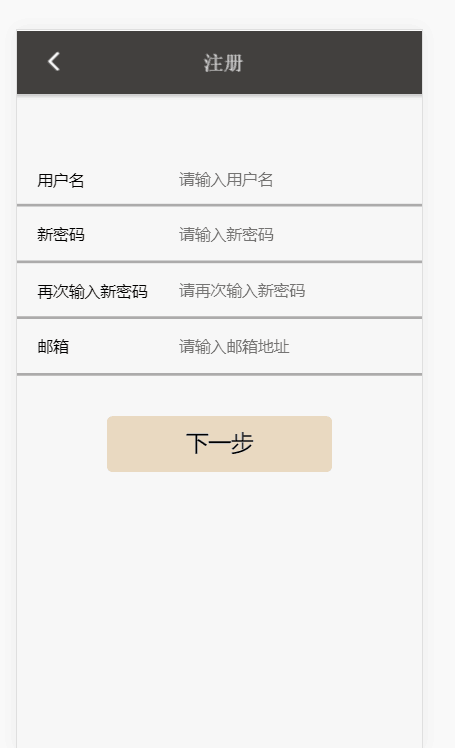 注册
用户名 请输入用户名
新密码 请输入新密码
再次输入新密码 请再次输入新密码
邮箱 请输入邮箱地址
下一步